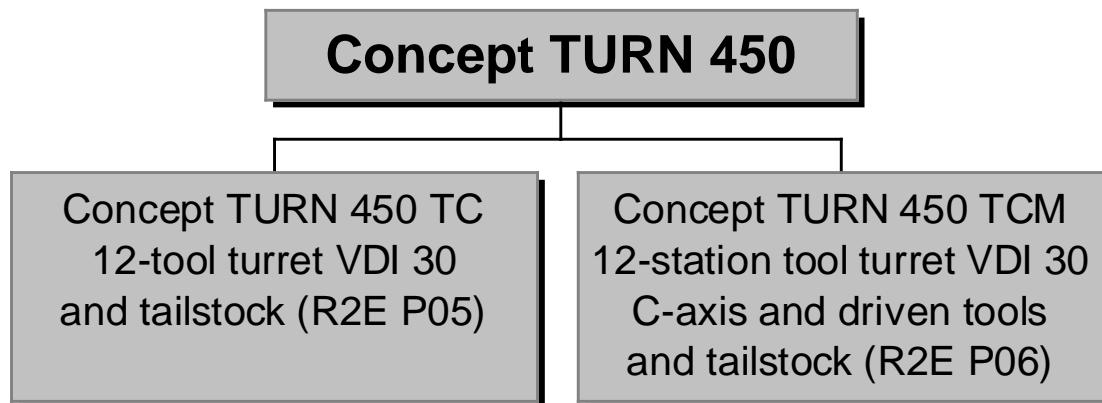 Concept TURN 450
Concept TURN 450 TC
12-tool turret VDI 30
and tailstock (R2E P05)
Concept TURN 450 TCM
12-station tool turret VDI 30
C-axis and driven tools
and tailstock (R2E P06)